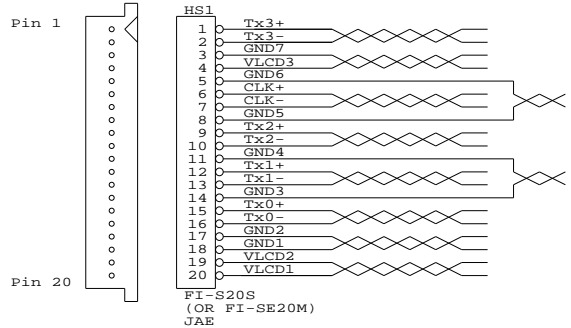 Pin 1
Pin 20
HS1
1 Tx3+
2 Tx3-
3 GND7
4 VLCD3
5 GND6
6 CLK+
7 CLK-
8 GND5
9 Tx2+
10 Tx2-
11 GND4
12 Tx1+
13 Tx1-
14 GND3
15 Tx0+
16 Tx0-
17 GND2
18 GND1
19 VLCD2
20 VLCD1
FI-S20S
(OR FI-SE20M)
JAE